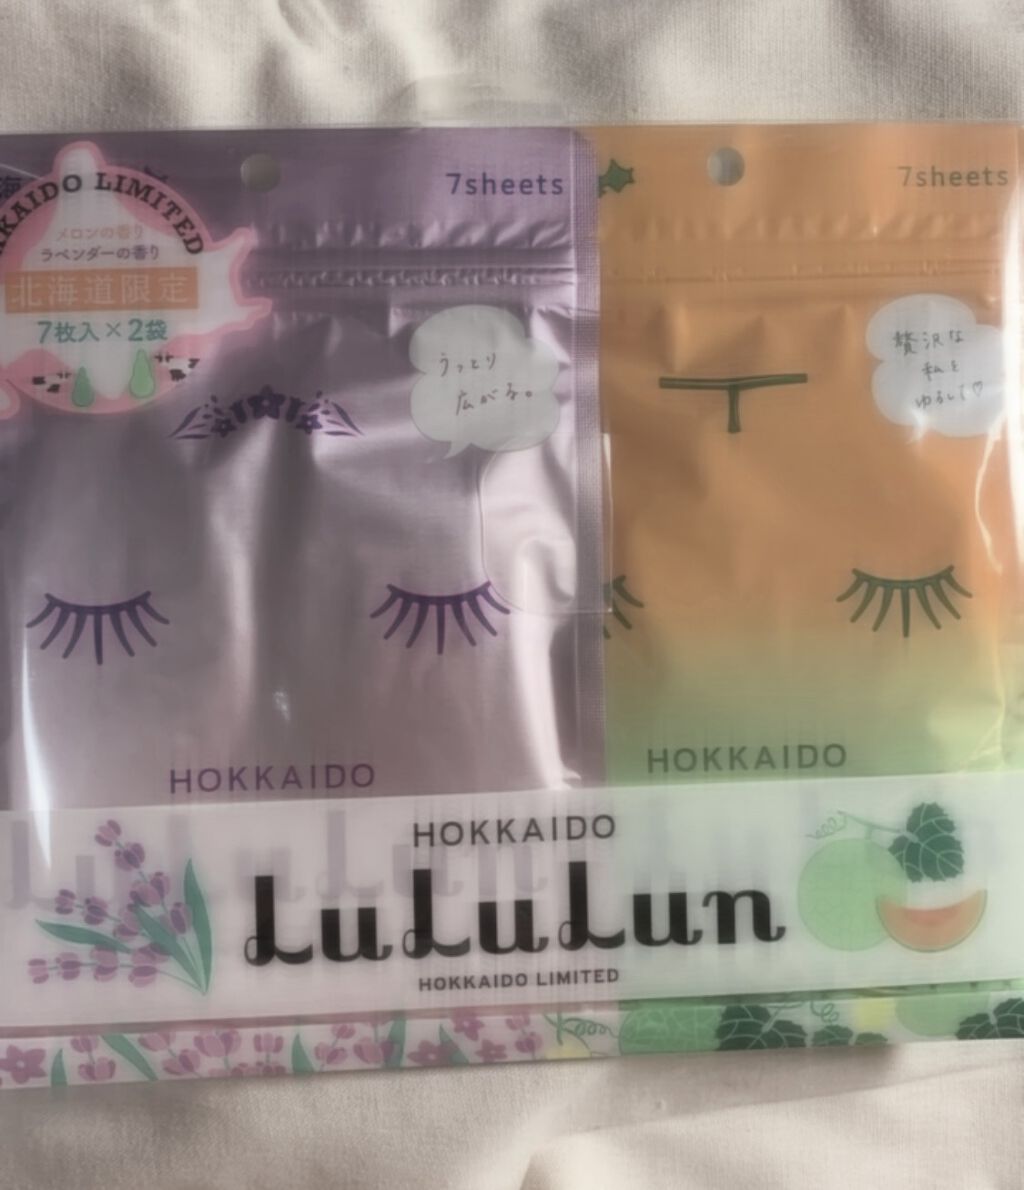 HOKKAIDO LIMITED
メロンの香り
ラベンダーの香り
北海道限定
7枚入×2袋
7sheets
うっとり
広がる。
7sheets
贅沢な
私を
ゆるして♡
HOKKAIDO
HOKKAIDO
HOKKAIDO
LuLuLun
HOKKAIDO LIMITED